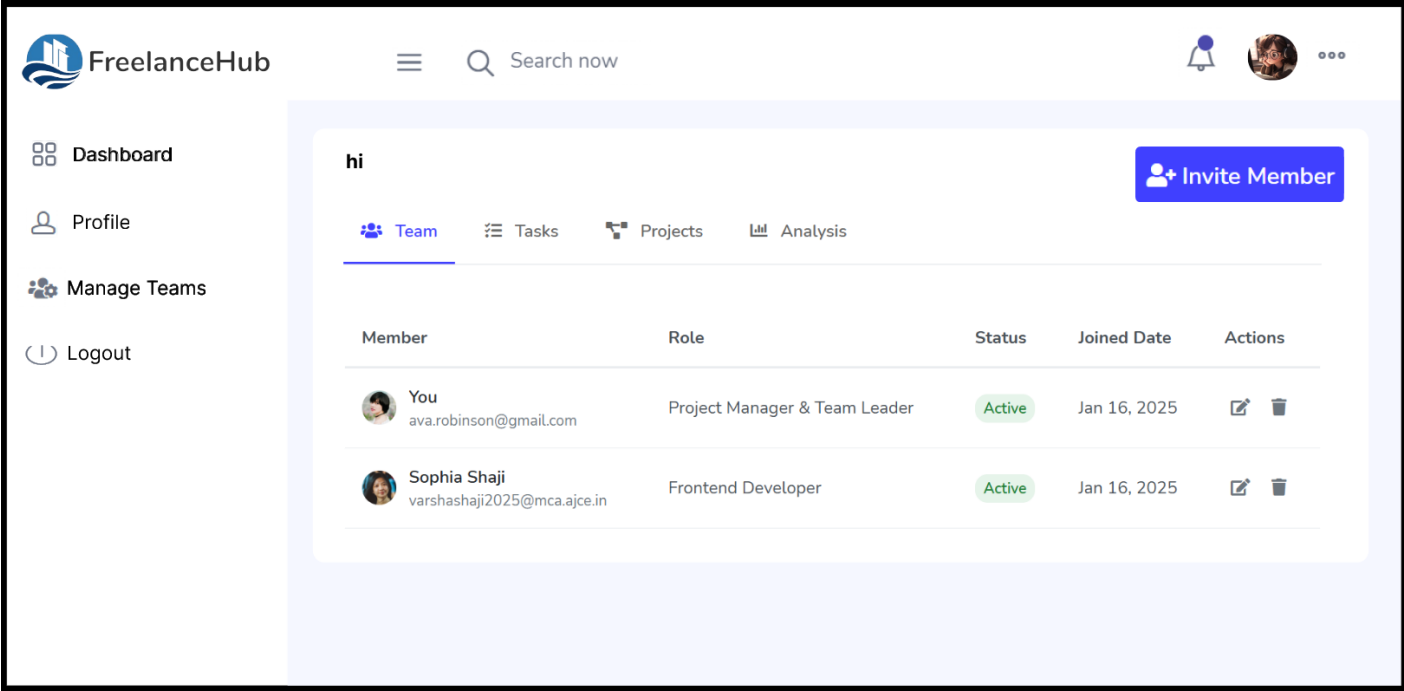 FreelanceHub
Search now
Dashboard
Profile
Manage Teams
Logout
hi
Invite Member
Team Tasks Projects Analysis
Member Role Status Joined Date Actions
You
ava.robinson@gmail.com
Project Manager & Team Leader Active Jan 16, 2025
Sophia Shaji
varshashaji2025@mca.ajce.in
Frontend Developer Active Jan 16, 2025